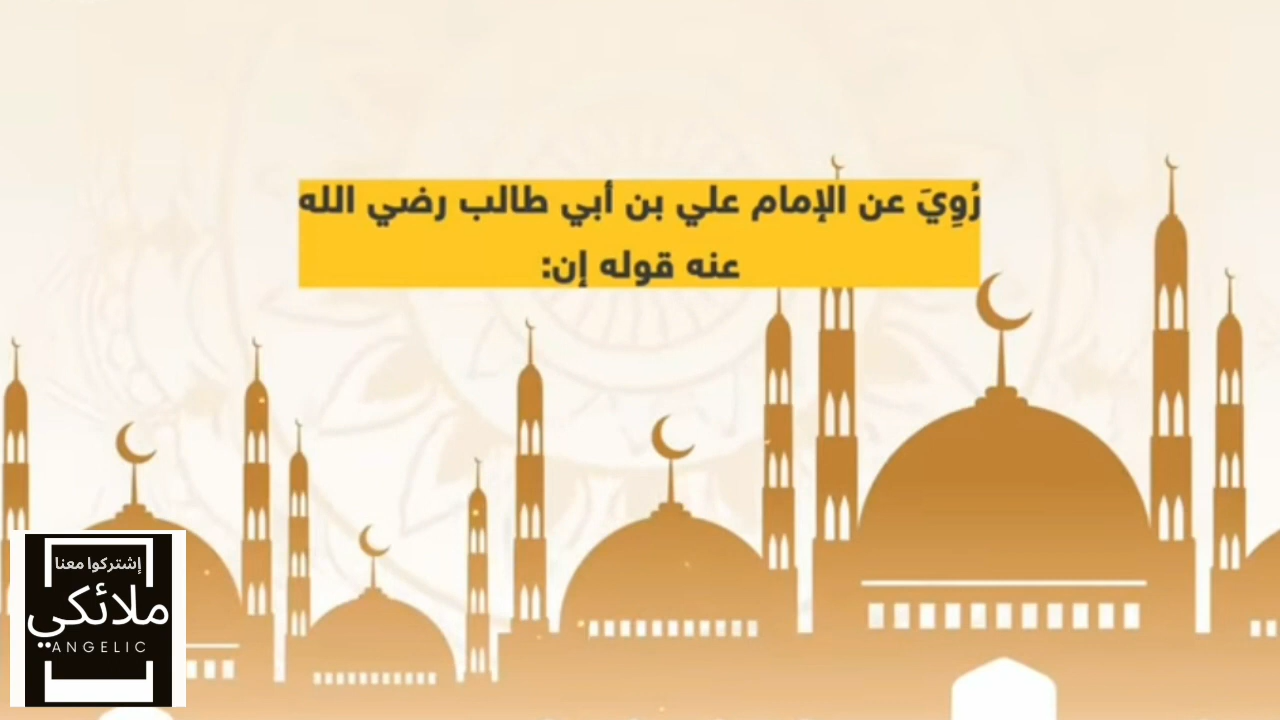 رُوِيَ عن الإمام علي بن أبي طالب رضي الله
عنه قوله إن:
إشتركوا معنا
ملائكي
ANGELIC